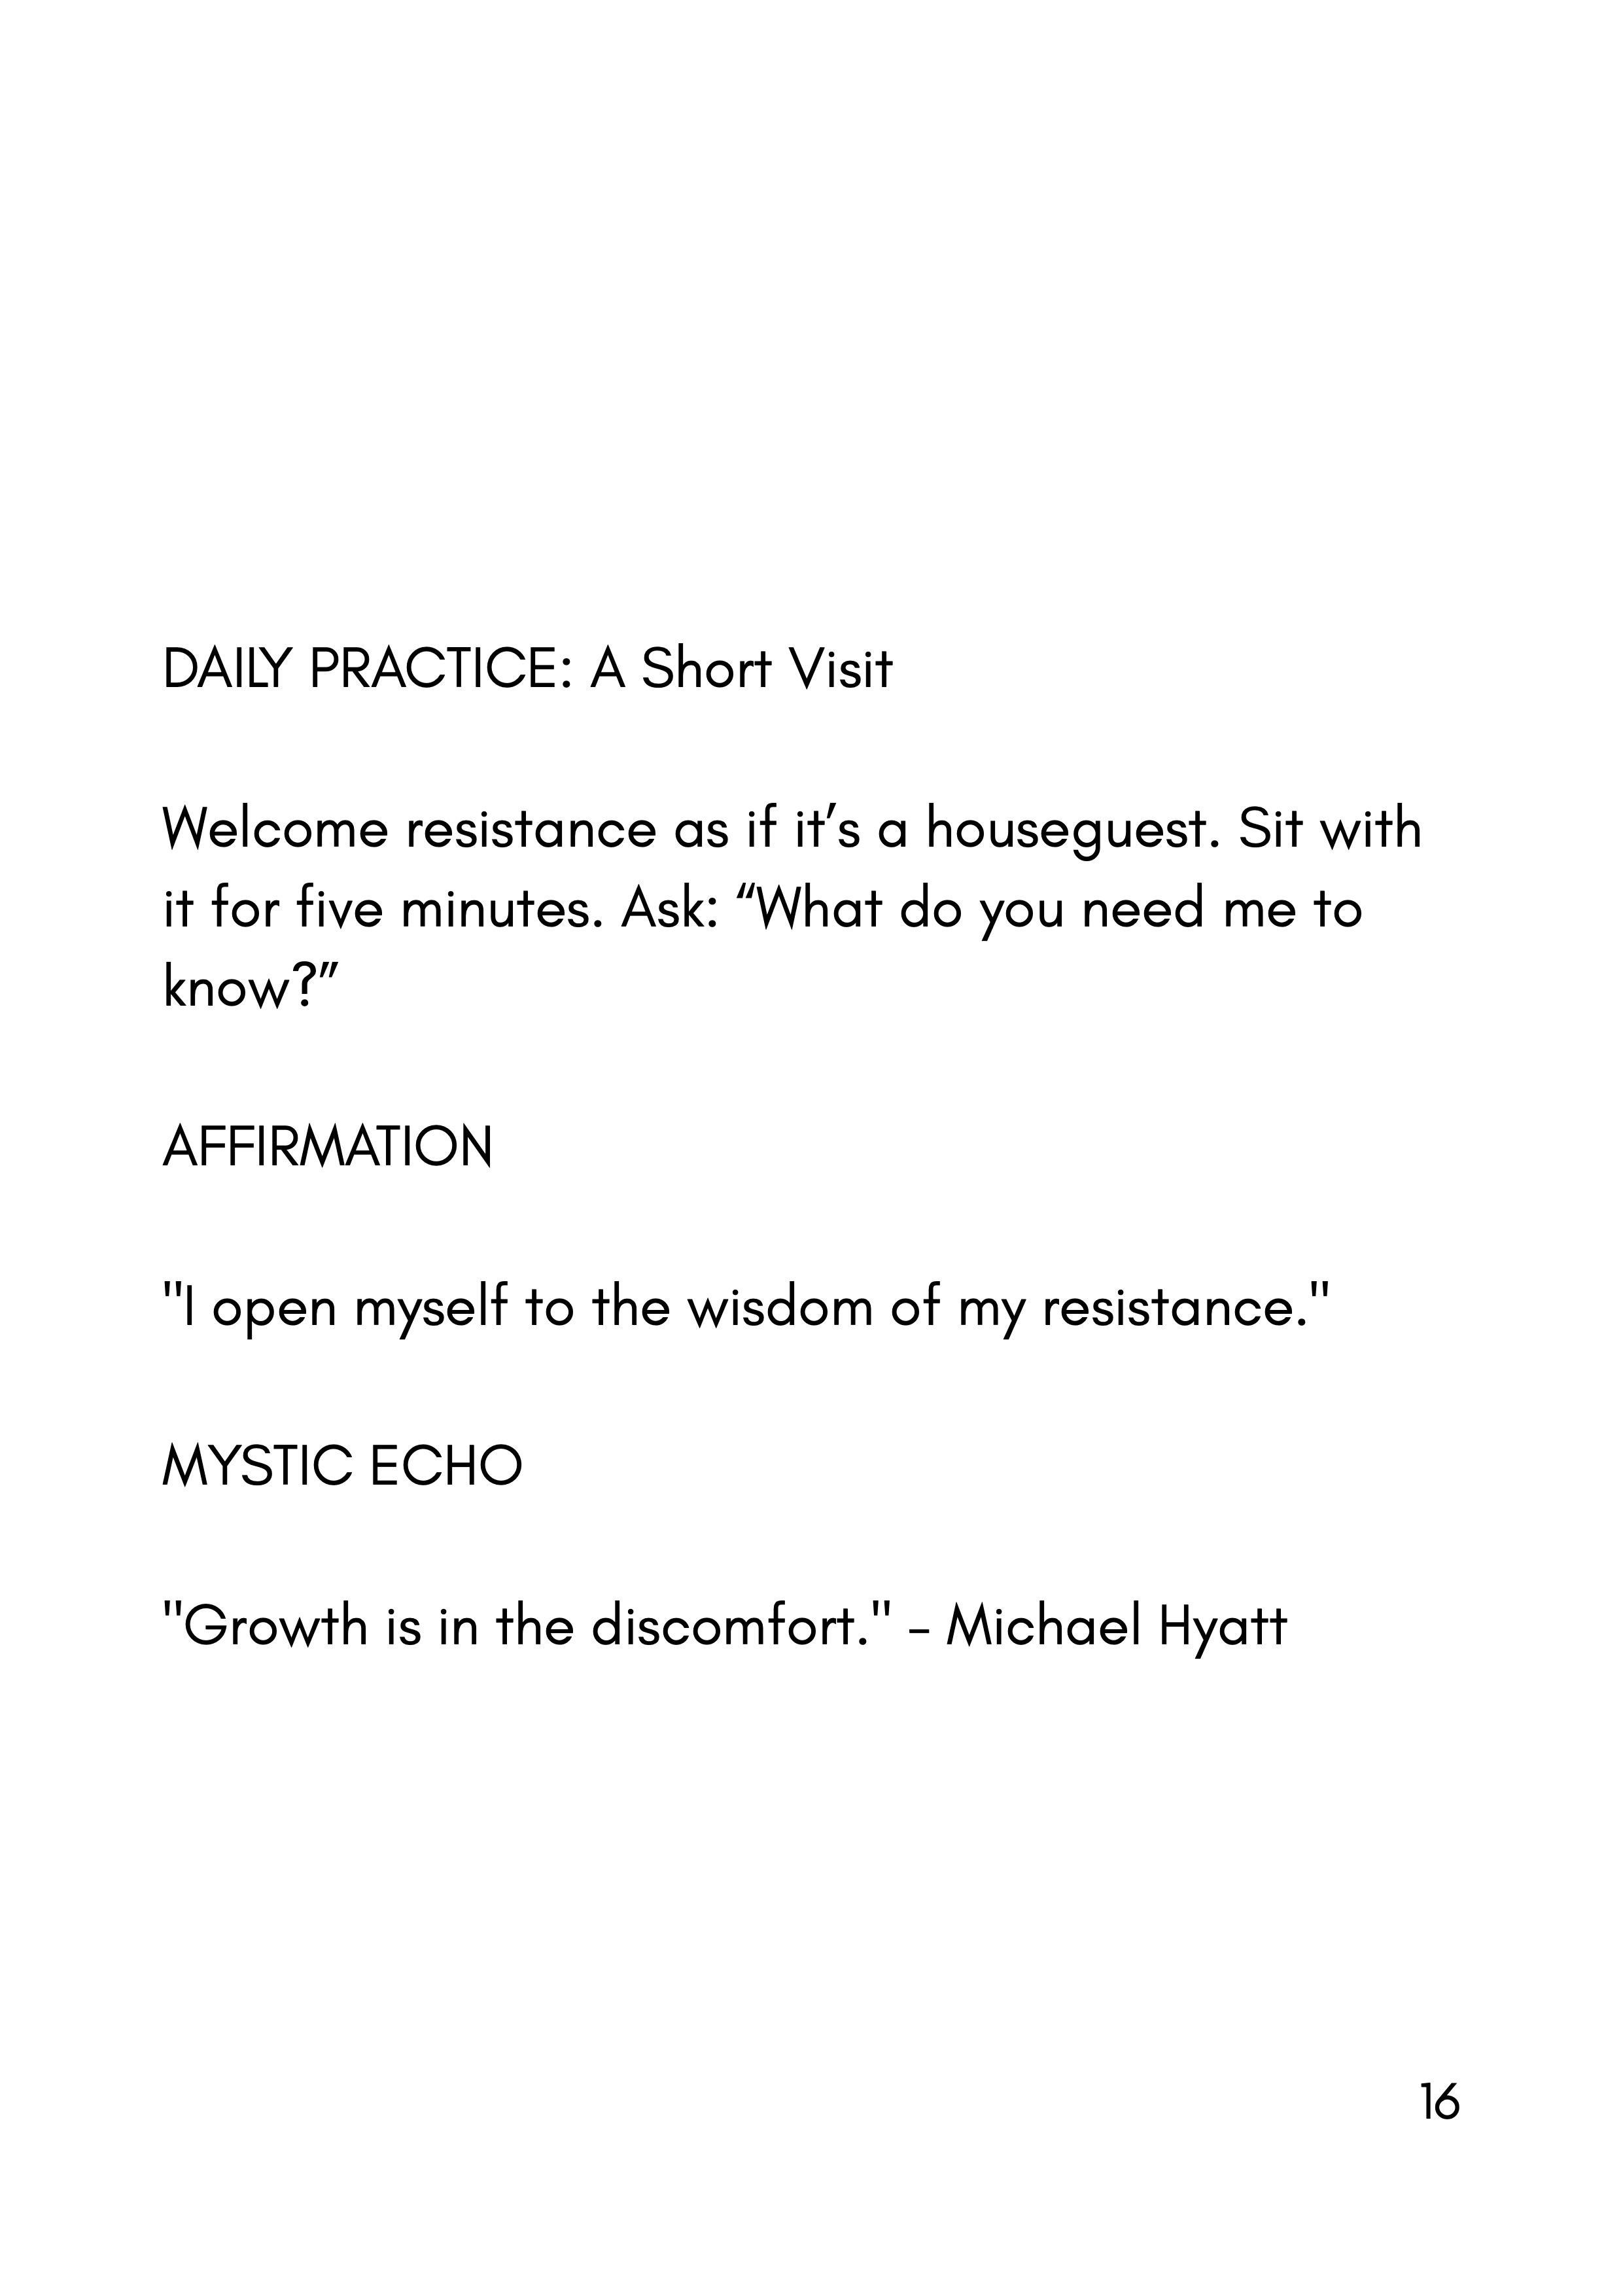 DAILY PRACTICE: A Short Visit
Welcome resistance as if it’s a houseguest. Sit with
it for five minutes. Ask: “What do you need me to
know?”
AFFIRMATION
"I open myself to the wisdom of my resistance."
MYSTIC ECHO
"Growth is in the discomfort." – Michael Hyatt
16